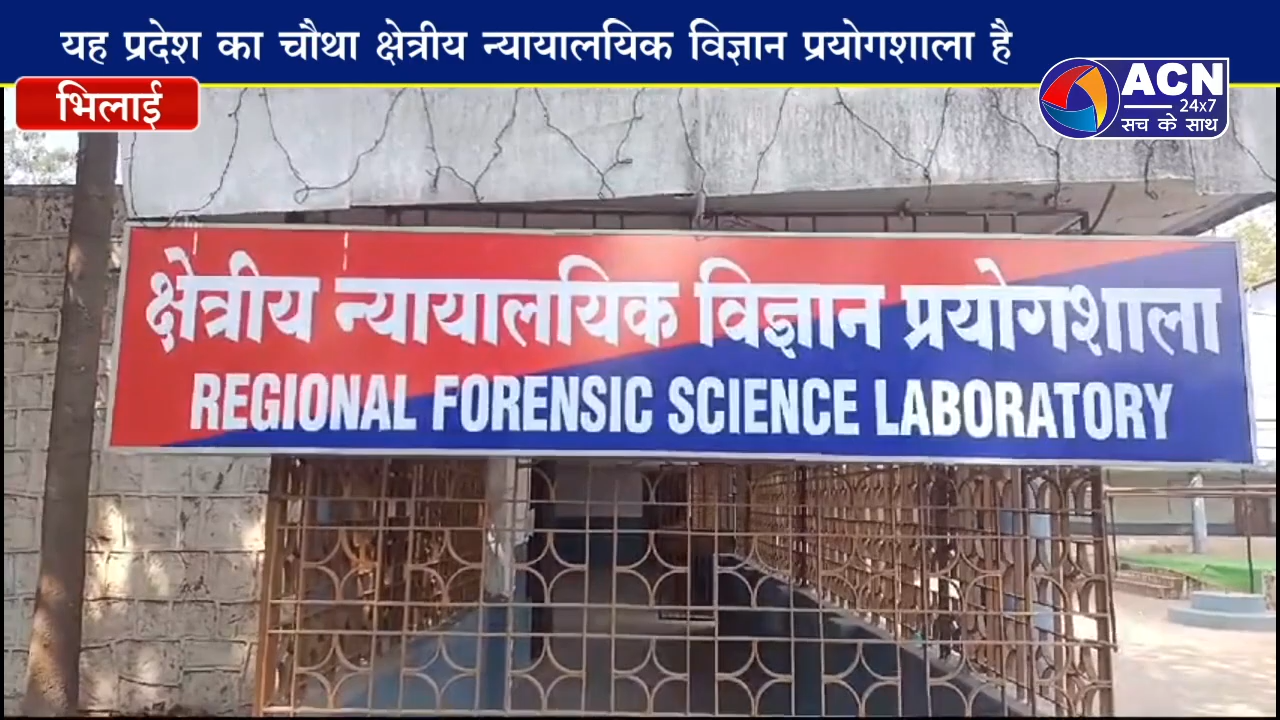 यह प्रदेश का चौथा क्षेत्रीय न्यायालयिक विज्ञान प्रयोगशाला है
भिलाई
ACN
24x7
सच के साथ
क्षेत्रीय न्यायालयिक विज्ञान प्रयोगशाला
REGIONAL FORENSIC SCIENCE LABORATORY